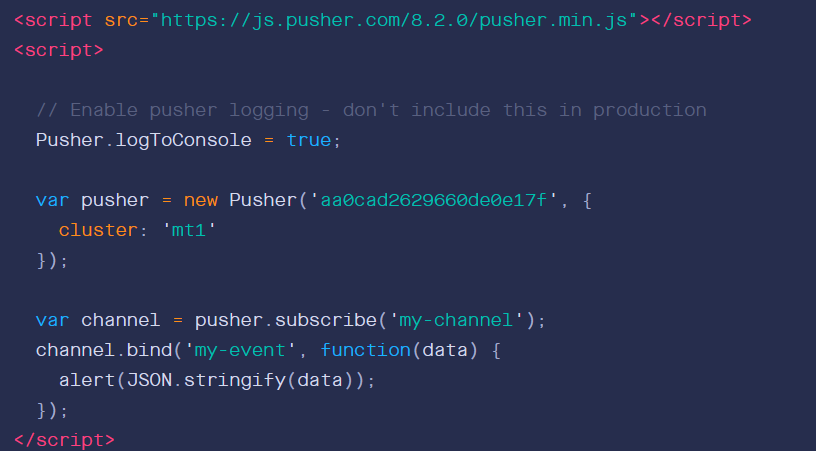 <script src="https://js.pusher.com/8.2.0/pusher.min.js"></script>
<script>
// Enable pusher logging - don't include this in production
Pusher.logToConsole = true;
var pusher = new Pusher('aa0cad2629660de0e17f', {
cluster: 'mt1'
});
var channel = pusher.subscribe('my-channel');
channel.bind('my-event', function(data) {
alert(JSON.stringify(data));
});
</script>